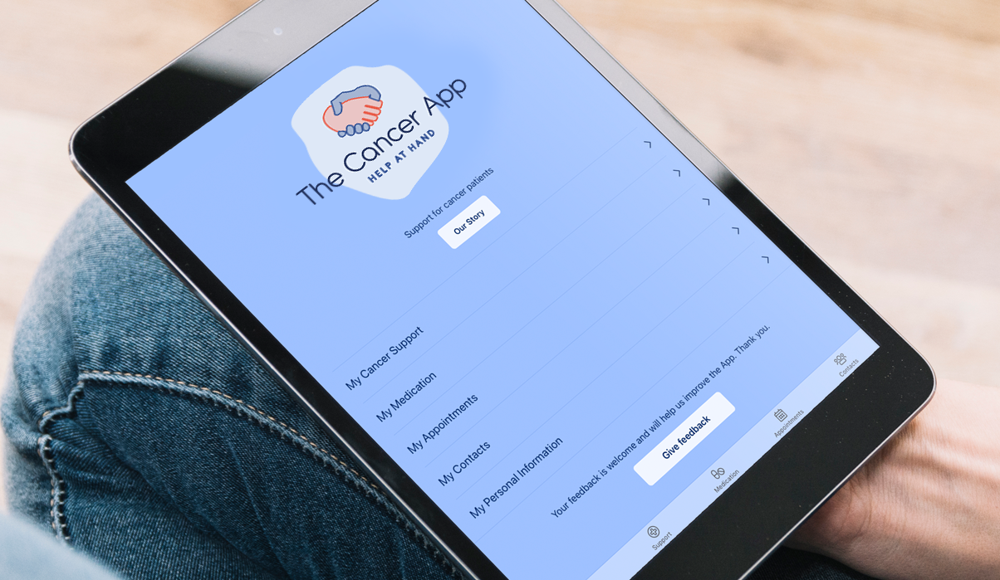 The Cancer App
HELP AT HAND
Support for cancer patients
Our Story
My Cancer Support
My Medication
My Appointments
My Contacts
My Personal Information
Your feedback is welcome and will help us improve the App. Thank you.
Give feedback
Support
Medication
Appointments
Contacts